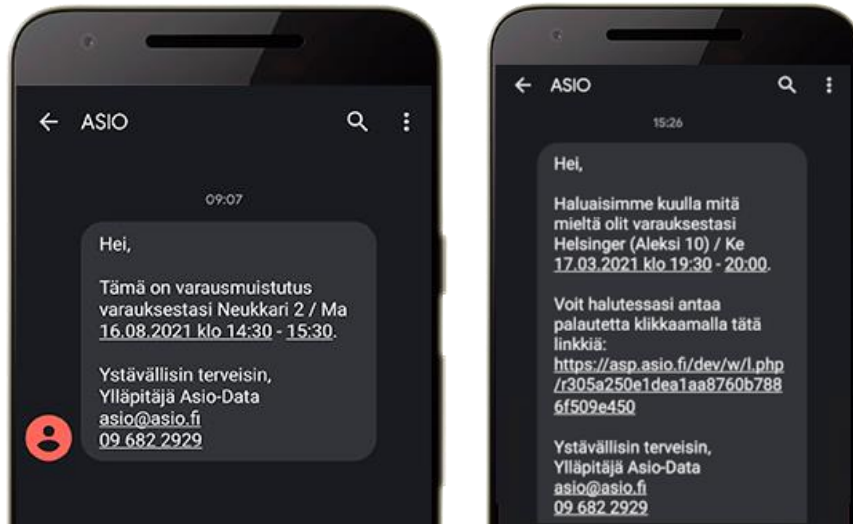 ASIO
09:07
Hei,
Tämä on varausmuistutus
varauksestasi Neukkari 2 / Ma
16.08.2021 klo 14:30 - 15:30.
Ystävällisin terveisin,
Ylläpitäjä Asio-Data
asio@asio.fi
09 682 2929
ASIO
15:26
Hei,
Haluaisimme kuulla mitä
mieltä olit varauksestasi
Helsinger (Aleksi 10) / Ke
17.03.2021 klo 19:30 - 20:00.
Voit halutessasi antaa
palautetta klikkaamalla tätä
linkkiä:
https://asp.asio.fi/dev/w/l.php
/r305a250e1dea1aa8760b788
6f509e450
Ystävällisin terveisin,
Ylläpitäjä Asio-Data
asio@asio.fi
09 682 2929